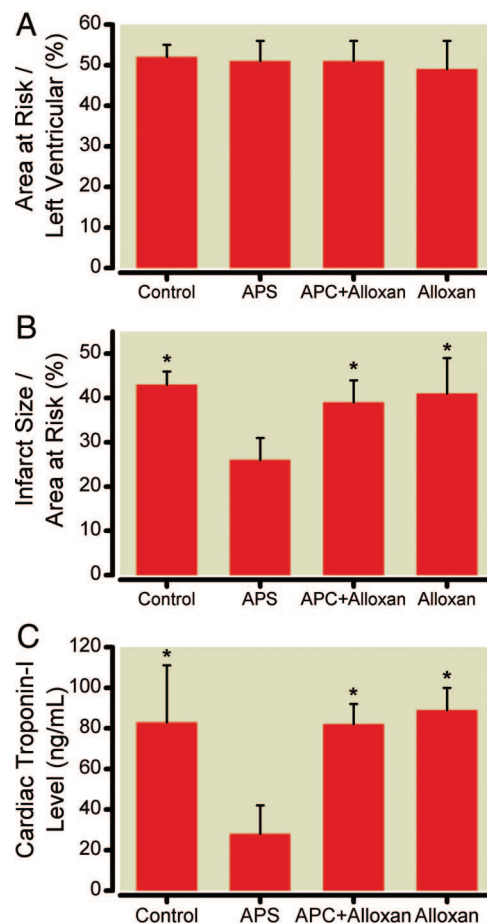 A
Area at Risk /
Left Ventricular (%)
60
50
40
30
20
10
0
Control APS APC+Alloxan Alloxan
B
Infarct Size /
Area at Risk (%)
50
40
30
20
10
0
* * *
Control APS APC+Alloxan Alloxan
C
Cardiac Troponin-I
Level (ng/mL)
120
100
80
60
40
20
0
* * *
Control APS APC+Alloxan Alloxan